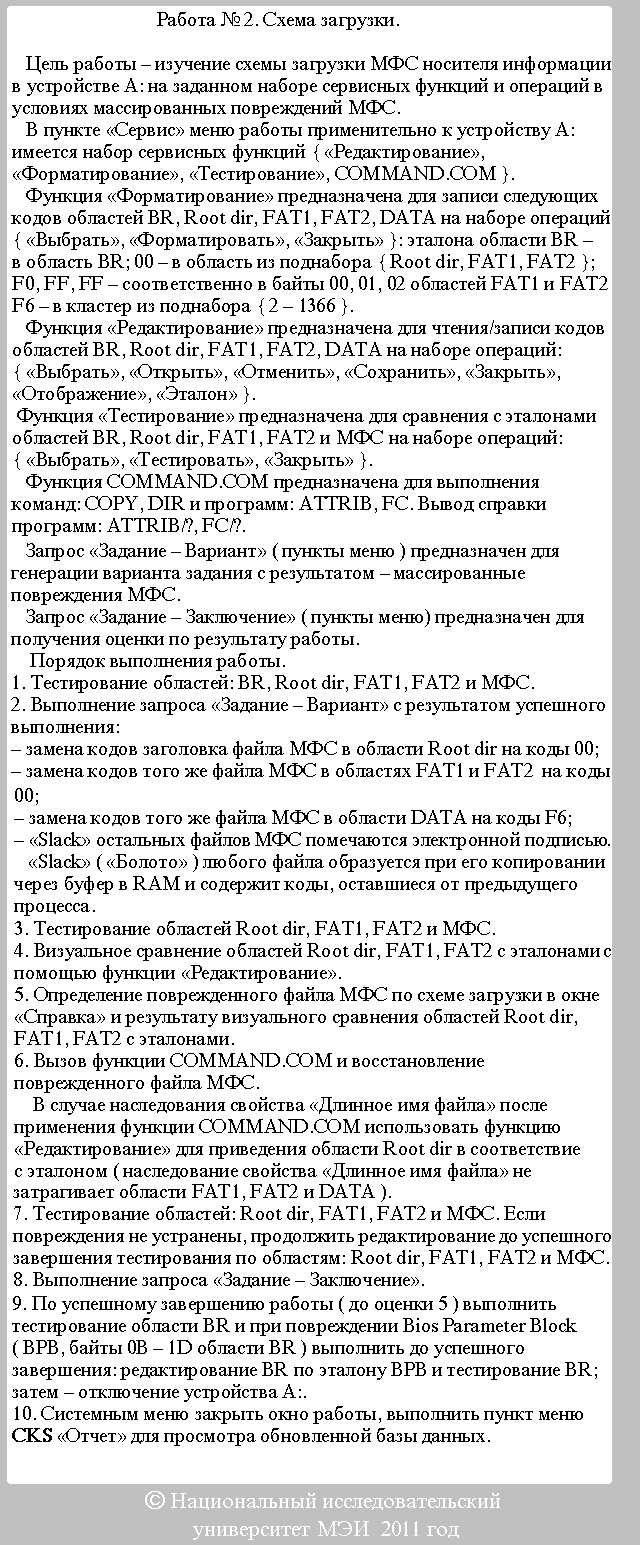 Работа №2. Схема загрузки.
Цель работы – изучение схемы загрузки МФС носителя информации
в устройстве А: на заданном наборе сервисных функций и операций в
условиях массированных повреждений МФС.
В пункте «Сервис» меню работы применительно к устройству А:
имеется набор сервисных функций { «Редактирование»,
«Форматирование», «Тестирование», COMMAND.COM }.
Функция «Форматирование» предназначена для записи следующих
кодов областей BR, Root dir, FAT1, FAT2, DATA на наборе операций
{ «Выбрать», «Форматировать», «Закрыть» }: эталона области BR –
в область BR; 00 – в область из поднабора { Root dir, FAT1, FAT2 };
F0, FF, FF – соответственно в байты 00, 01, 02 областей FAT1 и FAT2
F6 – в кластер из поднабора { 2 – 1366 }.
Функция «Редактирование» предназначена для чтения/записи кодов
областей BR, Root dir, FAT1, FAT2, DATA на наборе операций:
{ «Выбрать», «Открыть», «Отменить», «Сохранить», «Закрыть»,
«Отображение», «Эталон» }.
Функция «Тестирование» предназначена для сравнения с эталонами
областей BR, Root dir, FAT1, FAT2 и МФС на наборе операций:
{ «Выбрать», «Тестировать», «Закрыть» }.
Функция COMMAND.COM предназначена для выполнения
команд: COPY, DIR и программ: ATTRIB, FC. Вывод справки
программ: ATTRIB/?, FC/?.
Запрос «Задание – Вариант» ( пункты меню ) предназначен для
генерации варианта задания с результатом – массированные
повреждения МФС.
Запрос «Задание – Заключение» ( пункты меню) предназначен для
получения оценки по результату работы.
Порядок выполнения работы.
1. Тестирование областей: BR, Root dir, FAT1, FAT2 и МФС.
2. Выполнение запроса «Задание – Вариант» с результатом успешного
выполнения:
– замена кодов заголовка файла МФС в области Root dir на коды 00;
– замена кодов того же файла МФС в областях FAT1 и FAT2 на коды
00;
– замена кодов того же файла МФС в области DATA на коды F6;
– «Slack» остальных файлов МФС помечаются электронной подписью.
«Slack» ( «Болото» ) любого файла образуется при его копировании
через буфер в RAM и содержит коды, оставшиеся от предыдущего
процесса.
3. Тестирование областей Root dir, FAT1, FAT2 и МФС.
4. Визуальное сравнение областей Root dir, FAT1, FAT2 с эталонами с
помощью функции «Редактирование».
5. Определение поврежденного файла МФС по схеме загрузки в окне
«Справка» и результату визуального сравнения областей Root dir,
FAT1, FAT2 с эталонами.
6. Вызов функции COMMAND.COM и восстановление
поврежденного файла МФС.
В случае наследования свойства «Длинное имя файла» после
применения функции COMMAND.COM использовать функцию
«Редактирование» для приведения области Root dir в соответствие
с эталоном ( наследование свойства «Длинное имя файла» не
затрагивает области FAT1, FAT2 и DATA ).
7. Тестирование областей: Root dir, FAT1, FAT2 и МФС. Если
повреждения не устранены, продолжить редактирование до успешного
завершения тестирования по областям: Root dir, FAT1, FAT2 и МФС.
8. Выполнение запроса «Задание – Заключение».
9. По успешному завершению работы ( до оценки 5 ) выполнить
тестирование области BR и при повреждении Bios Parameter Block
( BPB, байты 0B – 1D области BR ) выполнить до успешного
завершения: редактирование BR по эталону BPB и тестирование BR;
затем – отключение устройства А:.
10. Системным меню закрыть окно работы, выполнить пункт меню
CKS «Отчет» для просмотра обновленной базы данных.
© Национальный исследовательский
университет МЭИ 2011 год